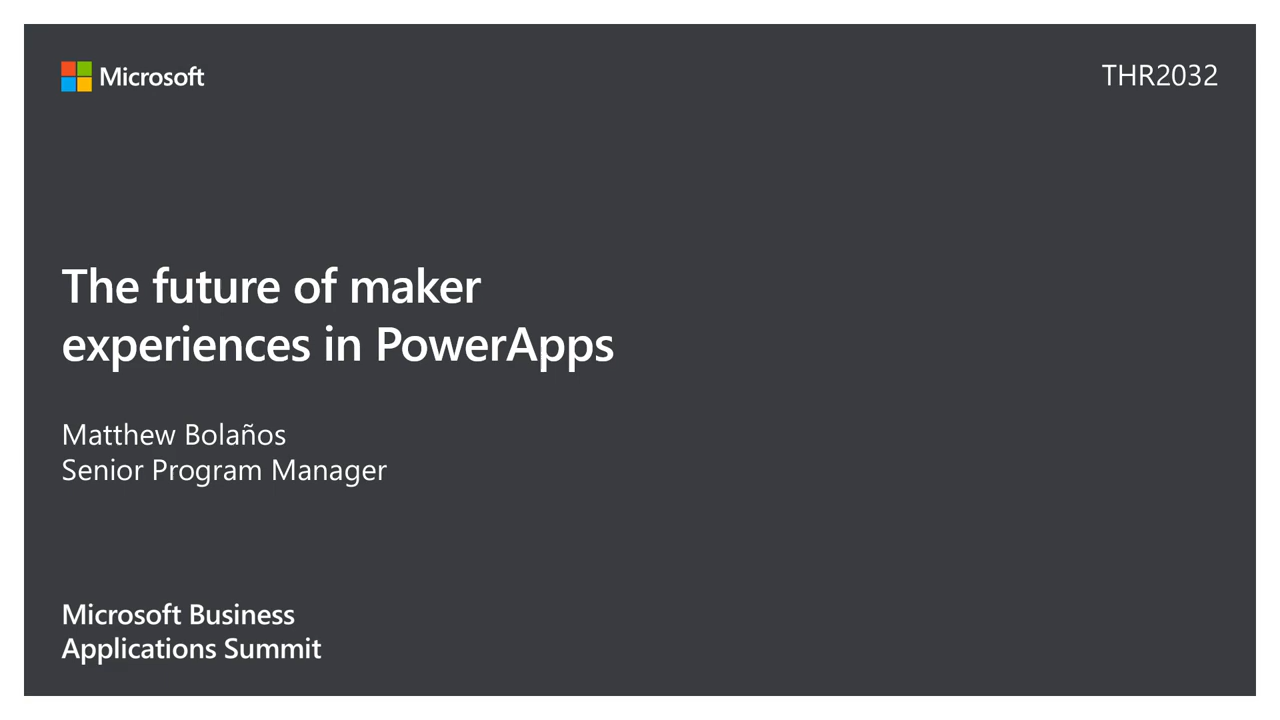 Microsoft
THR2032
The future of maker
experiences in PowerApps
Matthew Bolaños
Senior Program Manager
Microsoft Business
Applications Summit